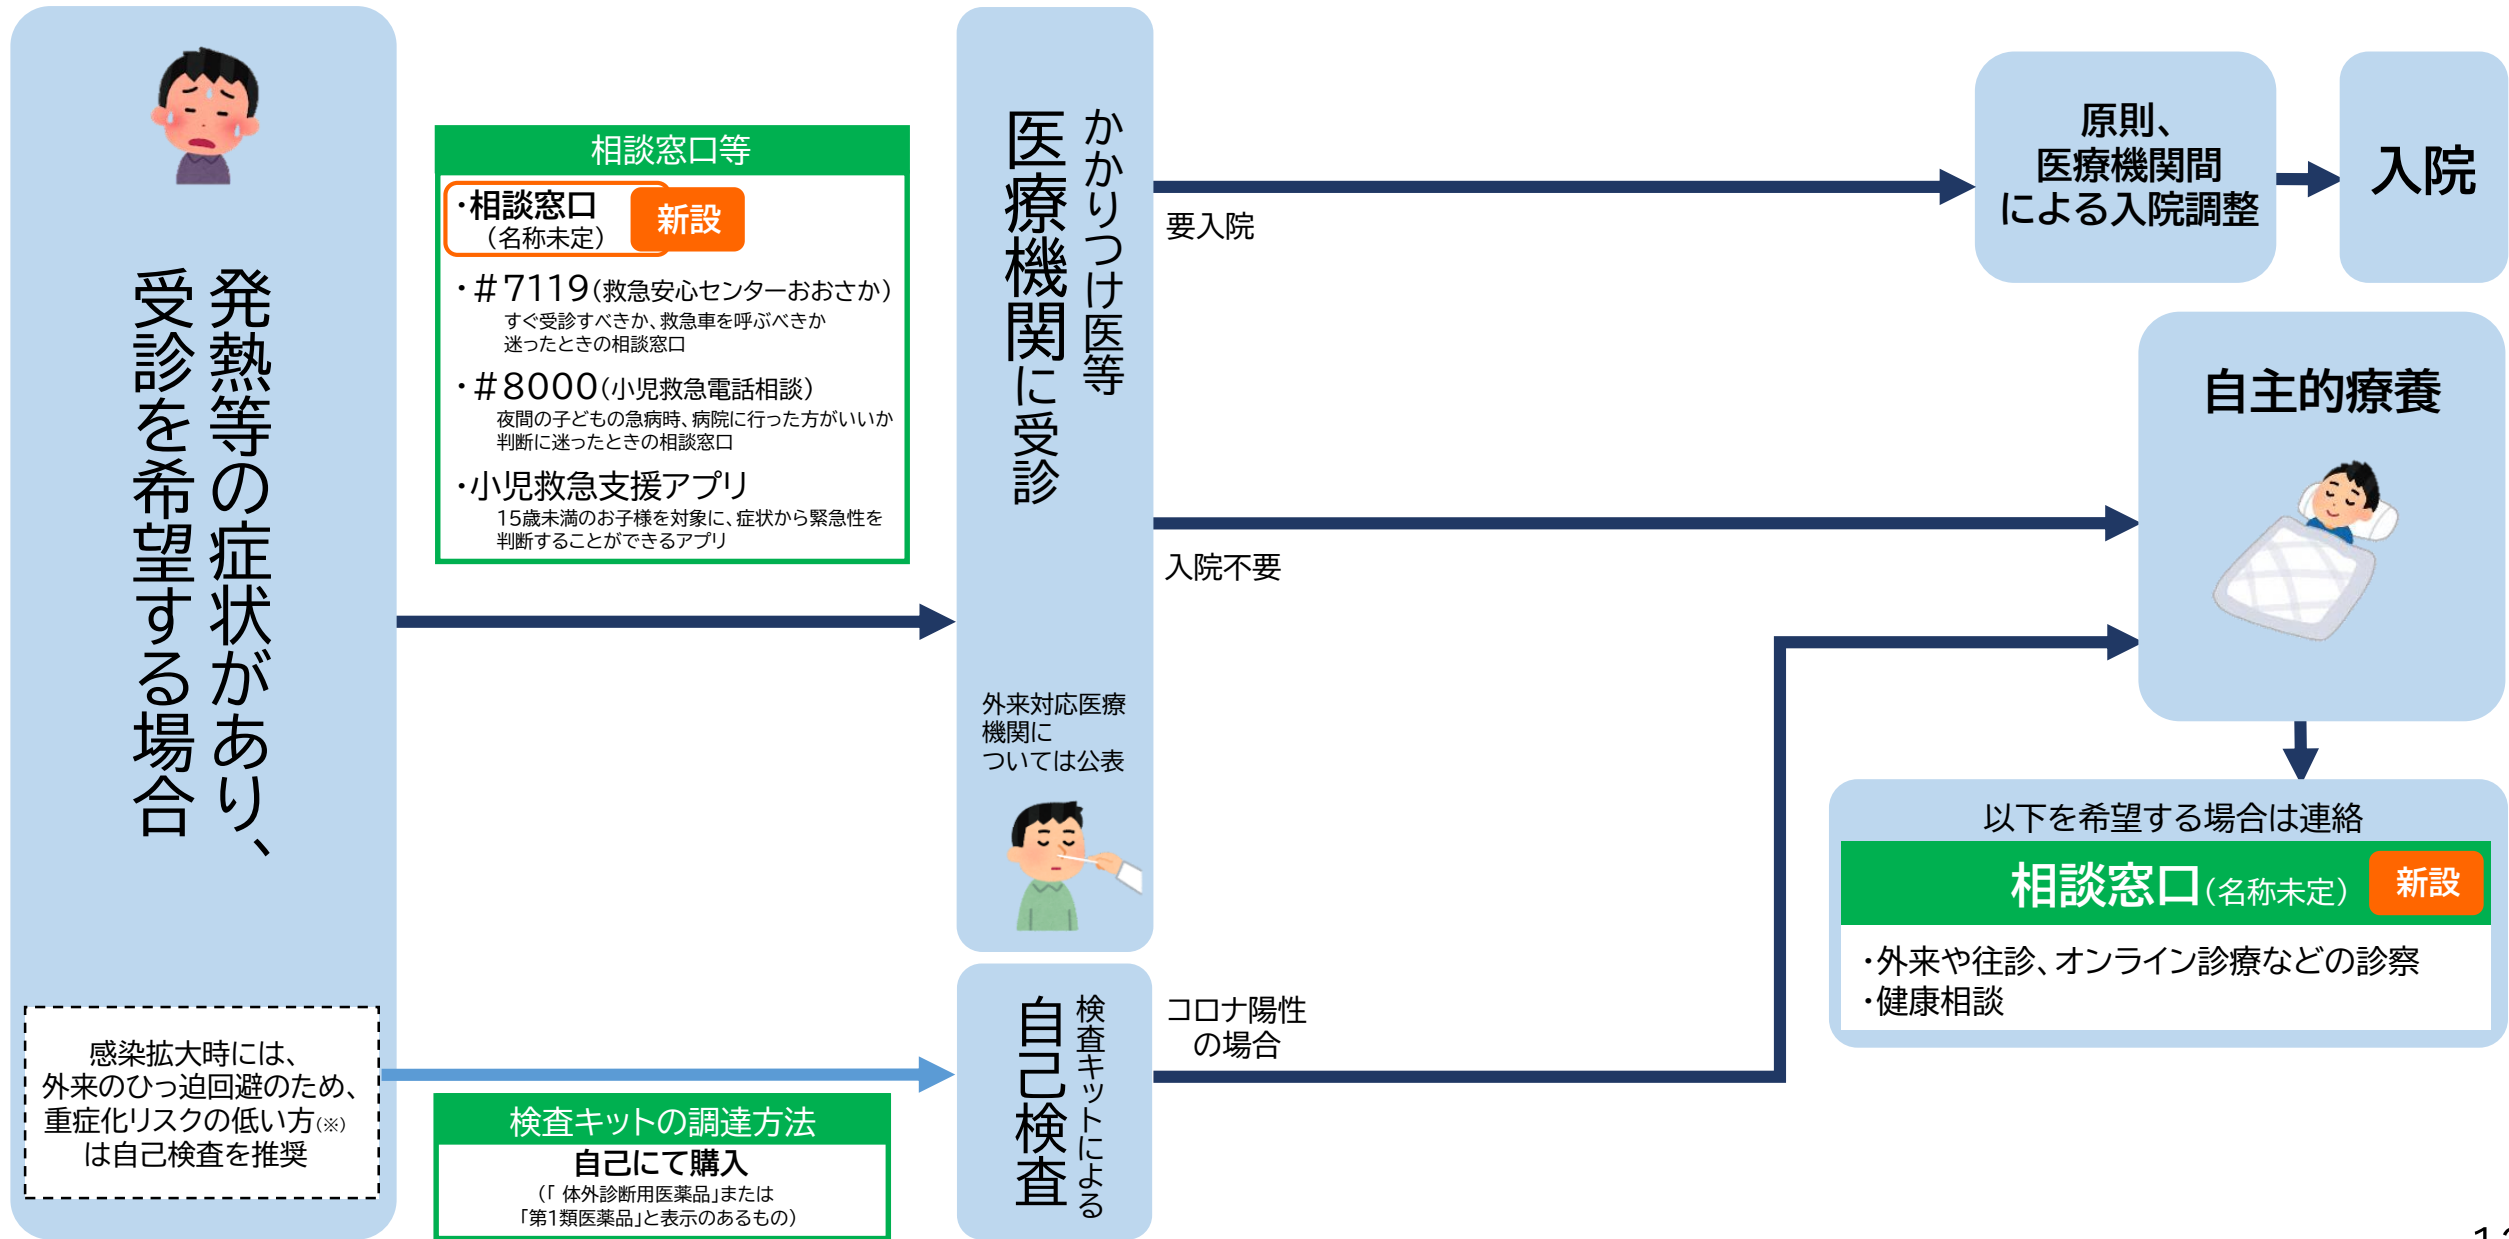 発熱等の症状があり、
受診を希望する場合
感染拡大時には、
外来のひっ迫回避のため、
重症化リスクの低い方(※)
は自己検査を推奨
相談窓口等
・相談窓口
（名称未定）
新設
・＃7119（救急安心センターおおさか）
すぐ受診すべきか、救急車を呼ぶべきか
迷ったときの相談窓口
・＃8000（小児救急電話相談）
夜間の子どもの急病時、病院に行った方がいいか
判断に迷ったときの相談窓口
・小児救急支援アプリ
15歳未満のお子様を対象に、症状から緊急性を
判断することができるアプリ
検査キットの調達方法
自己にて購入
（「 体外診断用医薬品」または
「第1類医薬品」と表示のあるもの）
かかりつけ医等
医療機関に受診
外来対応医療
機関に
ついては公表
検査キットによる
自己検査
要入院
入院不要
コロナ陽性
の場合
原則、
医療機関間
による入院調整
入院
自主的療養
以下を希望する場合は連絡
相談窓口（名称未定）
新設
・外来や往診、オンライン診療などの診察
・健康相談